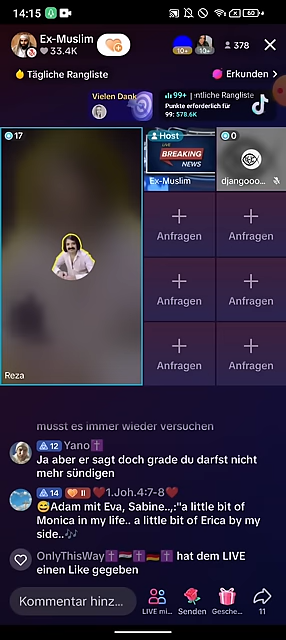 14:15
Ex-Muslim
33.4K
10+
10+
378
Tägliche Rangliste
Erkunden
Vielen Dank
99+ | ntliche Rangliste
Punkte erforderlich für
99: 578.6K
17
Host
LIVE
BREAKING
NEWS
Ex-Muslim
0
djangooo...
Anfragen Anfragen
Anfragen Anfragen
Anfragen Anfragen
Reza
musst es immer wieder versuchen
12 Yano✝️
Ja aber er sagt doch grade du darfst nicht
mehr sündigen
14 II ❤️1.Joh.4:7-8❤️
😅Adam mit Eva, Sabine..,:"a little bit of
Monica in my life.. a little bit of Erica by my
side..🎶
OnlyThisWay✝️🇭🇷✝️🇩🇪✝️ hat dem LIVE
einen Like gegeben
Kommentar hinz...
LIVE mi...
Senden
Gesche...
11